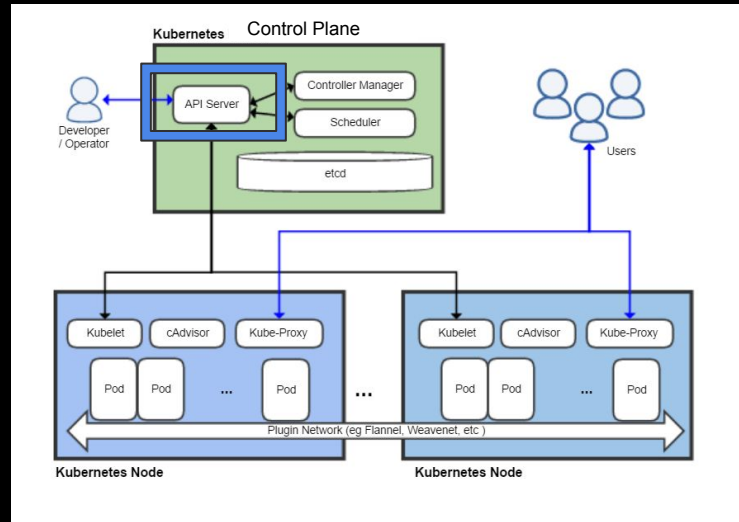 Kubernetes
Control Plane
API Server
Controller Manager
Scheduler
etcd
Developer
/ Operator
Users
Kubelet
cAdvisor
Kube-Proxy
Pod
Pod
...
Pod
...
Kubelet
cAdvisor
Kube-Proxy
Pod
Pod
...
Pod
Plugin Network (eg Flannel, Weavenet, etc )
Kubernetes Node
Kubernetes Node